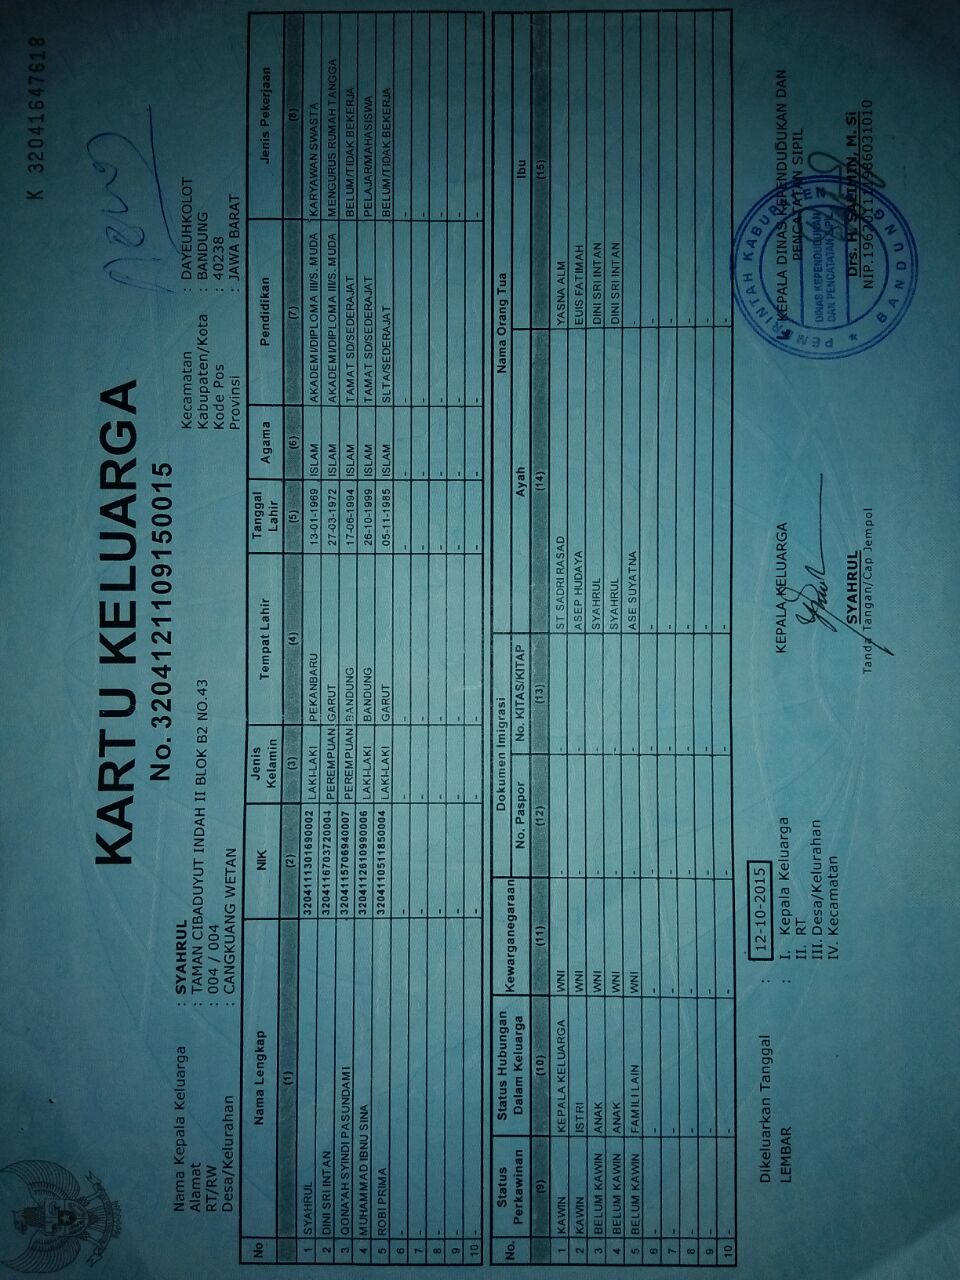 K 32041647618
KARTU KELUARGA
No. 3204121109150015
Nama Kepala Keluarga : SYAHRUL
Alamat : TAMAN CIBADUYUT INDAH II BLOK B2 NO.43
RT/RW : 004 / 004
Desa/Kelurahan : CANGKUANG WETAN
Kecamatan : DAYEUHKOLOT
Kabupaten/Kota : BANDUNG
Kode Pos : 40238
Provinsi : JAWA BARAT
No Nama Lengkap NIK Jenis Kelamin Tempat Lahir Tanggal Lahir Agama Pendidikan Jenis Pekerjaan
(1) (2) (3) (4) (5) (6) (7) (8)
1 SYAHRUL 3204111301690002 LAKI-LAKI PEKANBARU 13-01-1969 ISLAM AKADEMI/DIPLOMA III/S. MUDA KARYAWAN SWASTA
2 DINI SRI INTAN 3204116703720004 PEREMPUAN GARUT 27-03-1972 ISLAM AKADEMI/DIPLOMA III/S. MUDA MENGURUS RUMAH TANGGA
3 QONA'AH SYINDI PASUNDAMI 3204115706940007 PEREMPUAN BANDUNG 17-06-1994 ISLAM TAMAT SD/SEDERAJAT BELUM/TIDAK BEKERJA
4 MUHAMMAD IBNU SINA 3204112610990006 LAKI-LAKI BANDUNG 26-10-1999 ISLAM TAMAT SD/SEDERAJAT PELAJAR/MAHASISWA
5 ROBI PRIMA 3204110511850004 LAKI-LAKI GARUT 05-11-1985 ISLAM SLTA/SEDERAJAT BELUM/TIDAK BEKERJA
6 - - - - - - - -
7 - - - - - - - -
8 - - - - - - - -
9 - - - - - - - -
10 - - - - - - - -
No. Status Perkawinan Status Hubungan Dalam Keluarga Kewarganegaraan Dokumen Imigrasi Nama Orang Tua
No. Paspor No. KITAS/KITAP Ayah Ibu
(9) (10) (11) (12) (13) (14) (15)
1 KAWIN KEPALA KELUARGA WNI - - ST SADRI RASAD YASNA ALM
2 KAWIN ISTRI WNI - - ASEP HUDAYA EUIS FATIMAH
3 BELUM KAWIN ANAK WNI - - SYAHRUL DINI SRI INTAN
4 BELUM KAWIN ANAK WNI - - SYAHRUL DINI SRI INTAN
5 BELUM KAWIN FAMILI LAIN WNI - - ASE SUYATNA -
6 - - - - - - -
7 - - - - - - -
8 - - - - - - -
9 - - - - - - -
10 - - - - - - -
Dikeluarkan Tanggal : 12-10-2015
LEMBAR : I. Kepala Keluarga
II. RT
III. Desa/Kelurahan
IV. Kecamatan
KEPALA KELUARGA
SYAHRUL
Tanda Tangan/Cap Jempol
KEPALA DINAS KEPENDUDUKAN DAN
PENCATATAN SIPIL
PEMERINTAH KABUPATEN
DINAS KEPENDUDUKAN
DAN PENCATATAN SIPIL
BANDUNG
Drs. H. SALIMIN, M. Si
NIP.196201111986031010